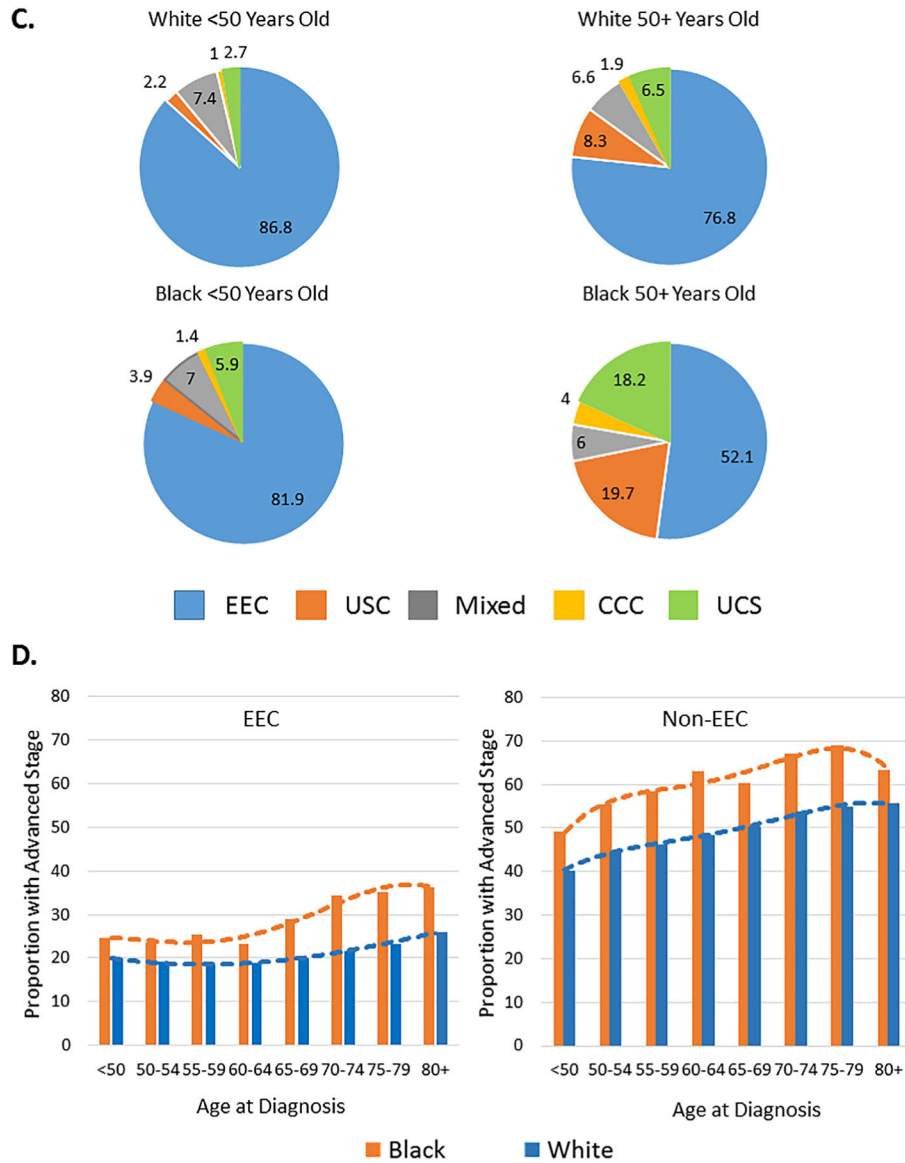 C.
White <50 Years Old
White 50+ Years Old
2.2
7.4
1
2.7
86.8
6.6
1.9
6.5
8.3
76.8
Black <50 Years Old
Black 50+ Years Old
3.9
1.4
7
5.9
81.9
4
18.2
6
19.7
52.1
EEC USC Mixed CCC UCS
D.
EEC
Proportion with Advanced Stage
80
70
60
50
40
30
20
10
0
<50 50-54 55-59 60-64 65-69 70-74 75-79 80+
Age at Diagnosis
Non-EEC
Proportion with Advanced Stage
80
70
60
50
40
30
20
10
0
<50 50-54 55-59 60-64 65-69 70-74 75-79 80+
Age at Diagnosis
Black White